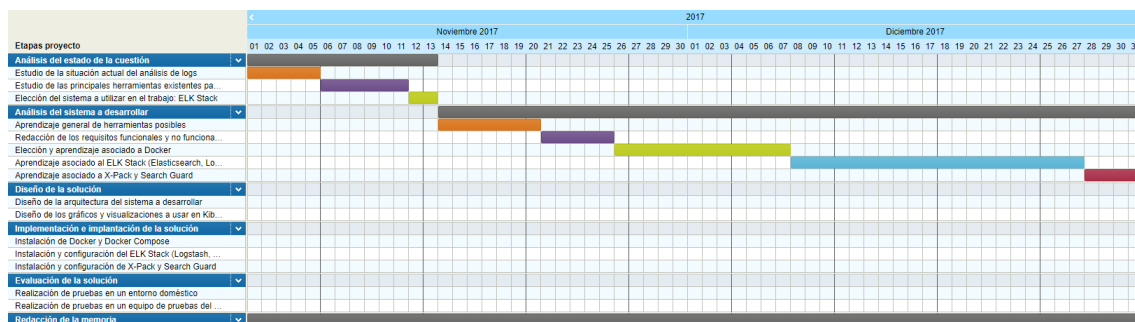 2017
Noviembre 2017 Diciembre 2017
Etapas proyecto 01 02 03 04 05 06 07 08 09 10 11 12 13 14 15 16 17 18 19 20 21 22 23 24 25 26 27 28 29 30 01 02 03 04 05 06 07 08 09 10 11 12 13 14 15 16 17 18 19 20 21 22 23 24 25 26 27 28 29 30 3
Análisis del estado de la cuestión
Estudio de la situación actual del análisis de logs
Estudio de las principales herramientas existentes pa...
Elección del sistema a utilizar en el trabajo: ELK Stack
Análisis del sistema a desarrollar
Aprendizaje general de herramientas posibles
Redacción de los requisitos funcionales y no funciona...
Elección y aprendizaje asociado a Docker
Aprendizaje asociado al ELK Stack (Elasticsearch, Lo...
Aprendizaje asociado a X-Pack y Search Guard
Diseño de la solución
Diseño de la arquitectura del sistema a desarrollar
Diseño de los gráficos y visualizaciones a usar en Kib...
Implementación e implantación de la solución
Instalación de Docker y Docker Compose
Instalación y configuración del ELK Stack (Logstash, ...
Instalación y configuración de X-Pack y Search Guard
Evaluación de la solución
Realización de pruebas en un entorno doméstico
Realización de pruebas en un equipo de pruebas del ...
Redacción de la memoria